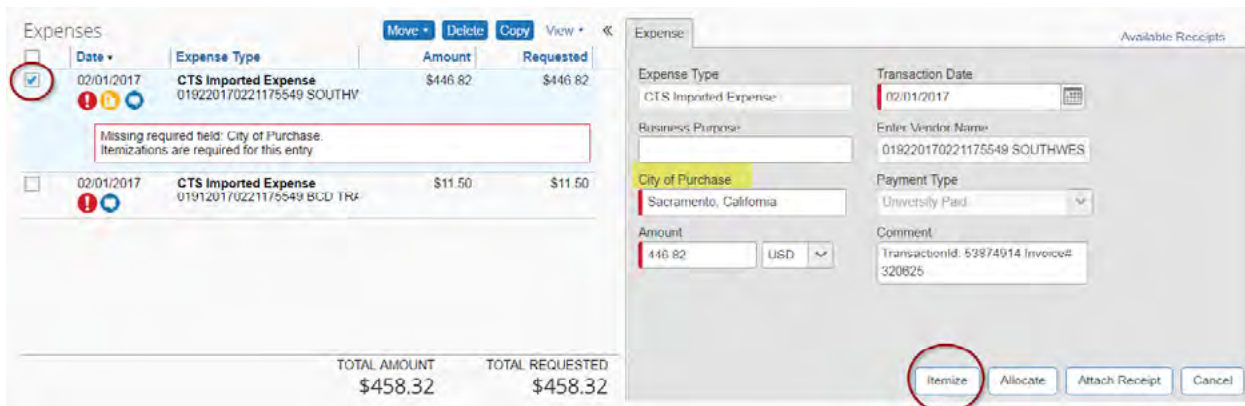 Expenses
Move ▾ Delete Copy View ▾ «
Date ▾ Expense Type Amount Requested
02/01/2017 CTS Imported Expense $446.82 $446.82
019220170221175549 SOUTHW
Missing required field: City of Purchase.
Itemizations are required for this entry
02/01/2017 CTS Imported Expense $11.50 $11.50
019120170221175549 BCD TRA
TOTAL AMOUNT TOTAL REQUESTED
$458.32 $458.32
Expense Available Receipts
Expense Type Transaction Date
CTS Imported Expense 02/01/2017
Business Purpose Enter Vendor Name
019220170221175549 SOUTHWES
City of Purchase Payment Type
Sacramento, California University Paid
Amount Comment
446.82 USD TransactionId: 53874914 Invoice#
320625
Itemize Allocate Attach Receipt Cancel